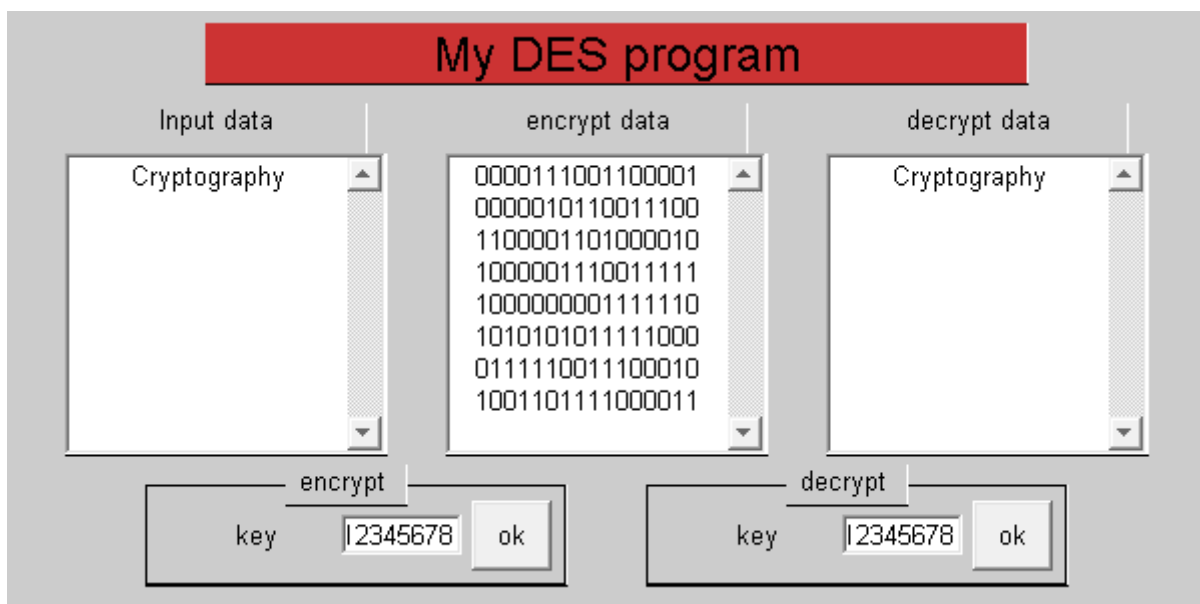 My DES program
Input data
encrypt data
decrypt data
Cryptography
0000111001100001
0000010110011100
1100001101000010
1000001110011111
1000000001111110
1010101011111000
0111110011100010
1001101111000011
Cryptography
encrypt
key 12345678 ok
decrypt
key 12345678 ok